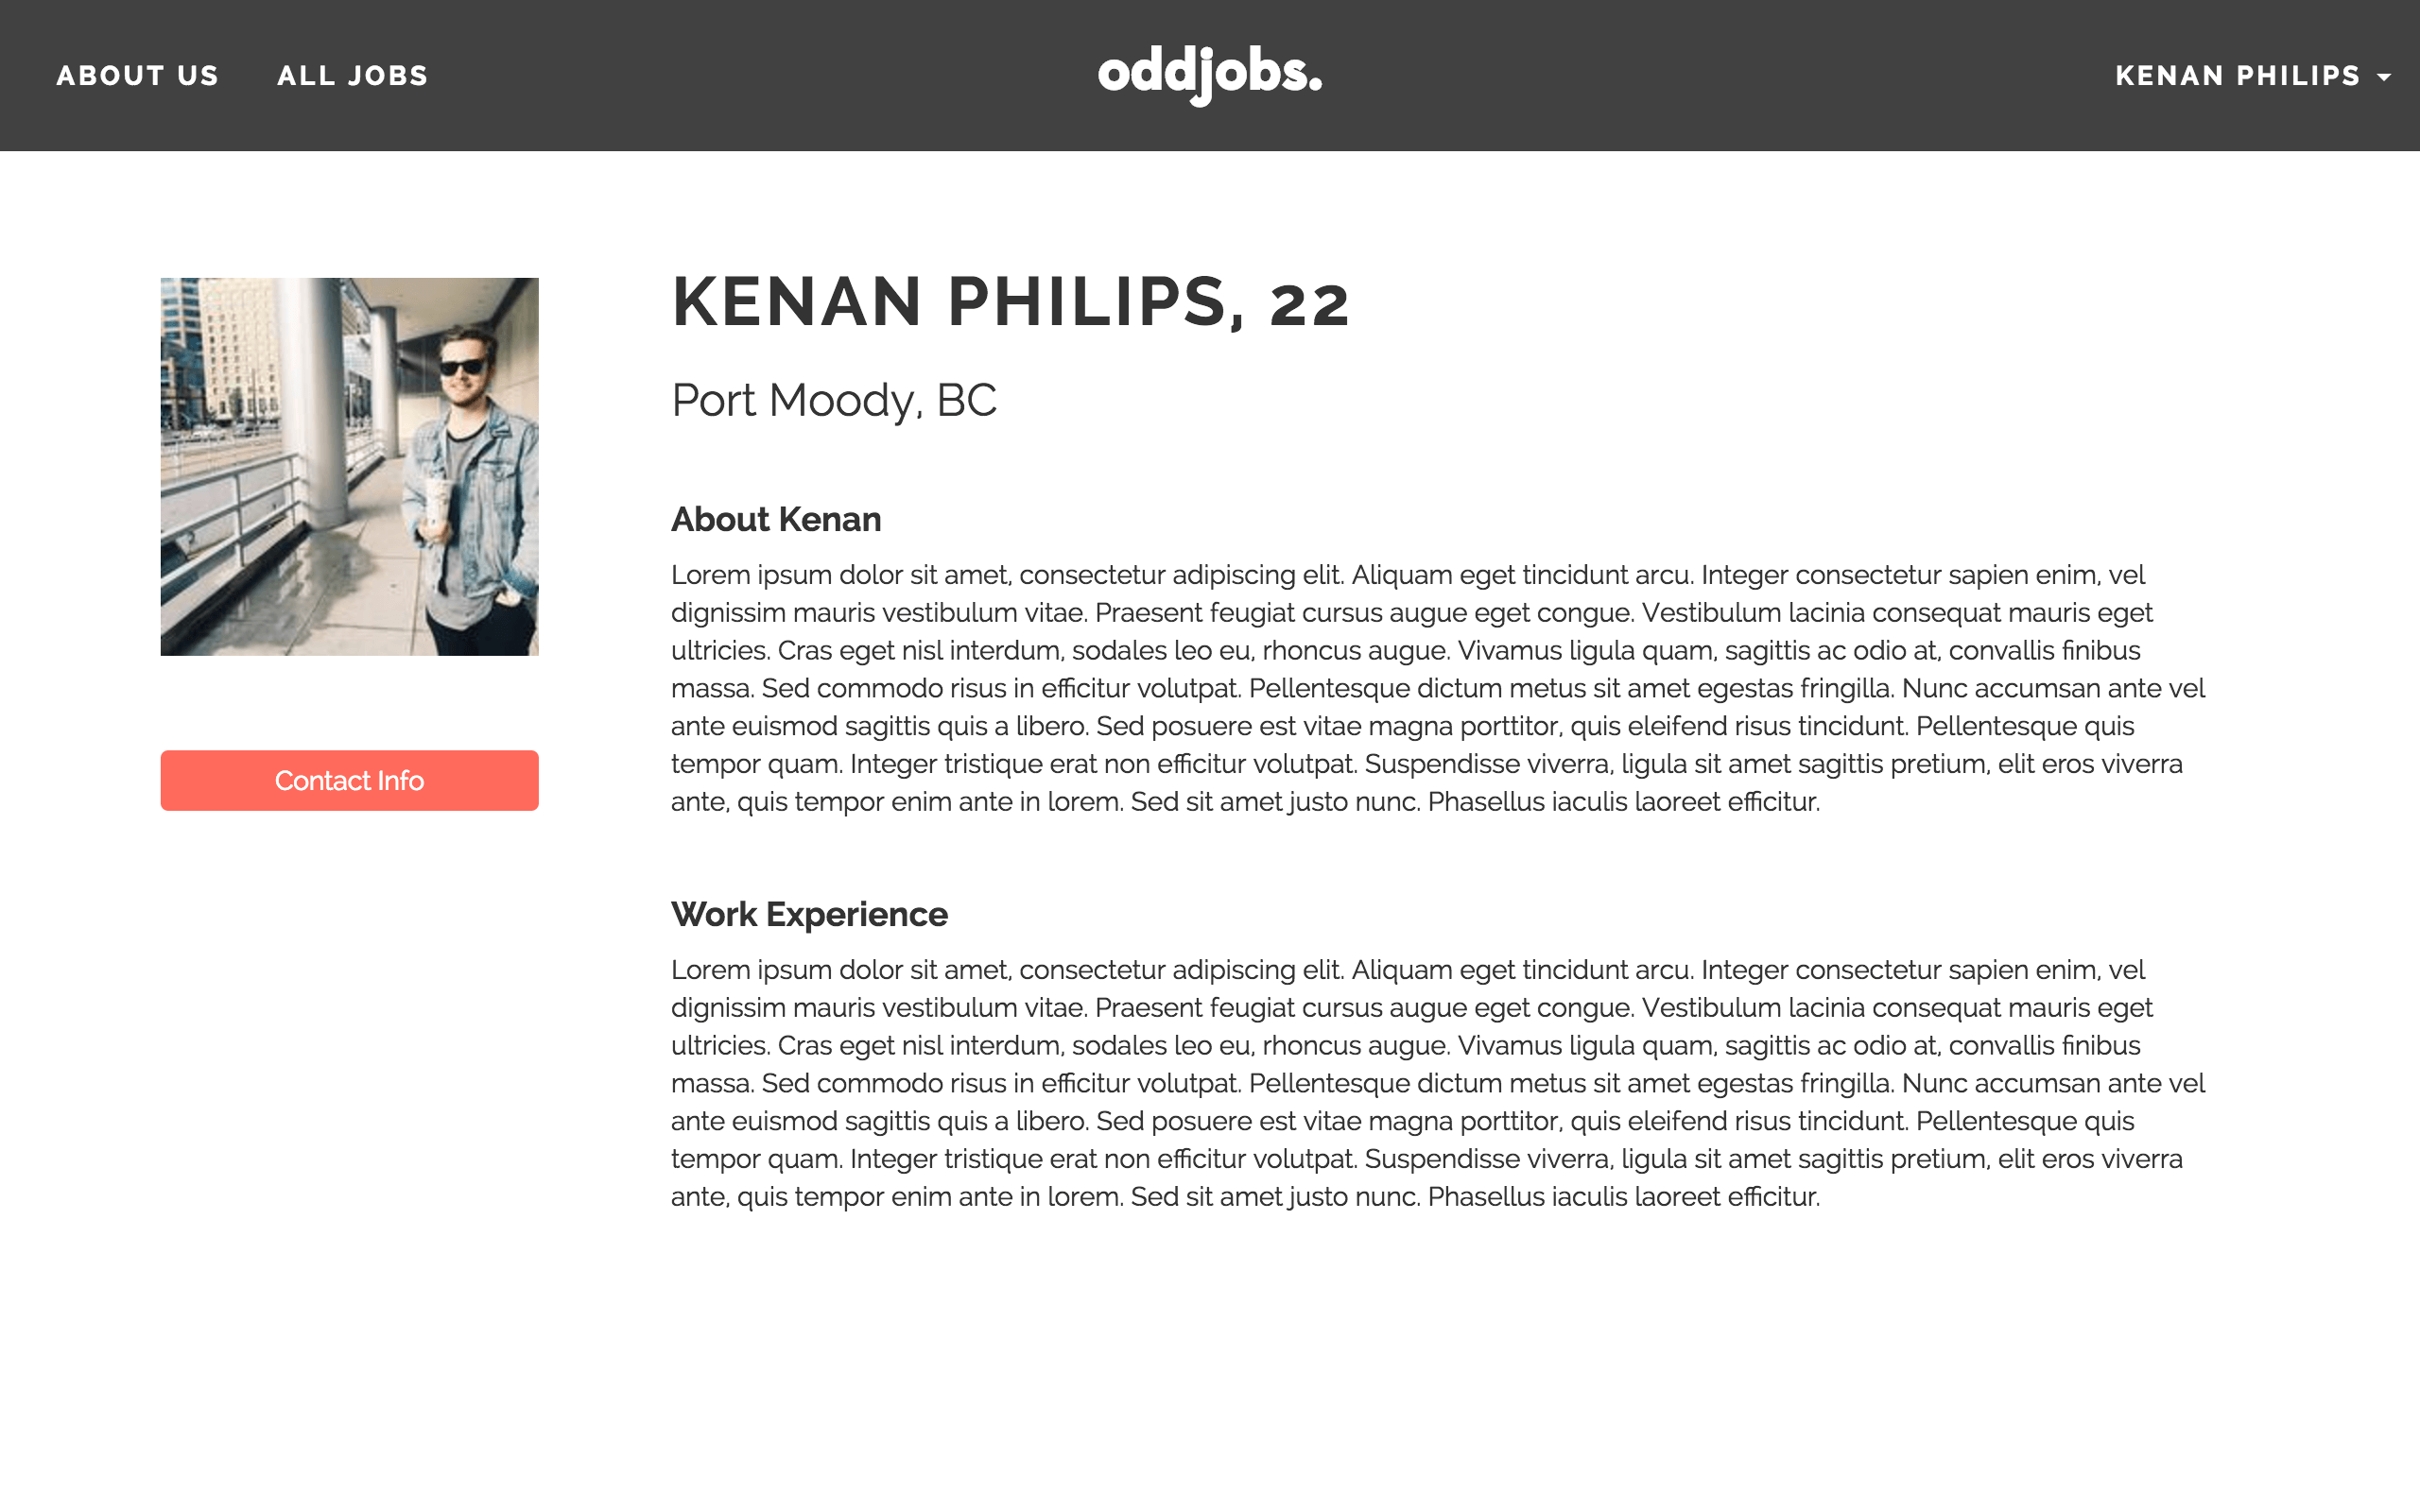 ABOUT US ALL JOBS oddjobs. KENAN PHILIPS
KENAN PHILIPS, 22
Port Moody, BC
About Kenan
Lorem ipsum dolor sit amet, consectetur adipiscing elit. Aliquam eget tincidunt arcu. Integer consectetur sapien enim, vel
dignissim mauris vestibulum vitae. Praesent feugiat cursus augue eget congue. Vestibulum lacinia consequat mauris eget
ultricies. Cras eget nisl interdum, sodales leo eu, rhoncus augue. Vivamus ligula quam, sagittis ac odio at, convallis finibus
massa. Sed commodo risus in efficitur volutpat. Pellentesque dictum metus sit amet egestas fringilla. Nunc accumsan ante vel
ante euismod sagittis quis a libero. Sed posuere est vitae magna porttitor, quis eleifend risus tincidunt. Pellentesque quis
tempor quam. Integer tristique erat non efficitur volutpat. Suspendisse viverra, ligula sit amet sagittis pretium, elit eros viverra
ante, quis tempor enim ante in lorem. Sed sit amet justo nunc. Phasellus iaculis laoreet efficitur.
Contact Info
Work Experience
Lorem ipsum dolor sit amet, consectetur adipiscing elit. Aliquam eget tincidunt arcu. Integer consectetur sapien enim, vel
dignissim mauris vestibulum vitae. Praesent feugiat cursus augue eget congue. Vestibulum lacinia consequat mauris eget
ultricies. Cras eget nisl interdum, sodales leo eu, rhoncus augue. Vivamus ligula quam, sagittis ac odio at, convallis finibus
massa. Sed commodo risus in efficitur volutpat. Pellentesque dictum metus sit amet egestas fringilla. Nunc accumsan ante vel
ante euismod sagittis quis a libero. Sed posuere est vitae magna porttitor, quis eleifend risus tincidunt. Pellentesque quis
tempor quam. Integer tristique erat non efficitur volutpat. Suspendisse viverra, ligula sit amet sagittis pretium, elit eros viverra
ante, quis tempor enim ante in lorem. Sed sit amet justo nunc. Phasellus iaculis laoreet efficitur.